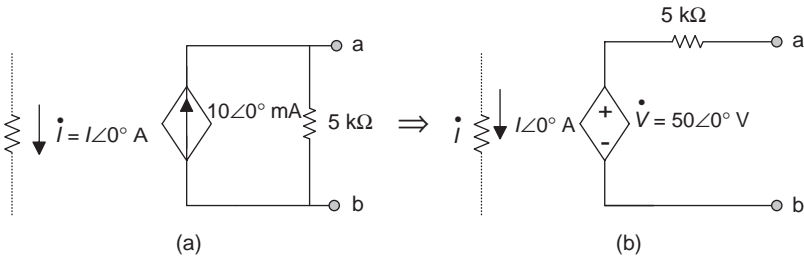 5 kΩ
a
a
İ = I∠0° A
10∠0° mA
5 kΩ
⇒
İ
I∠0° A
+
-
V̇ = 50∠0° V
b
b
(a)
(b)